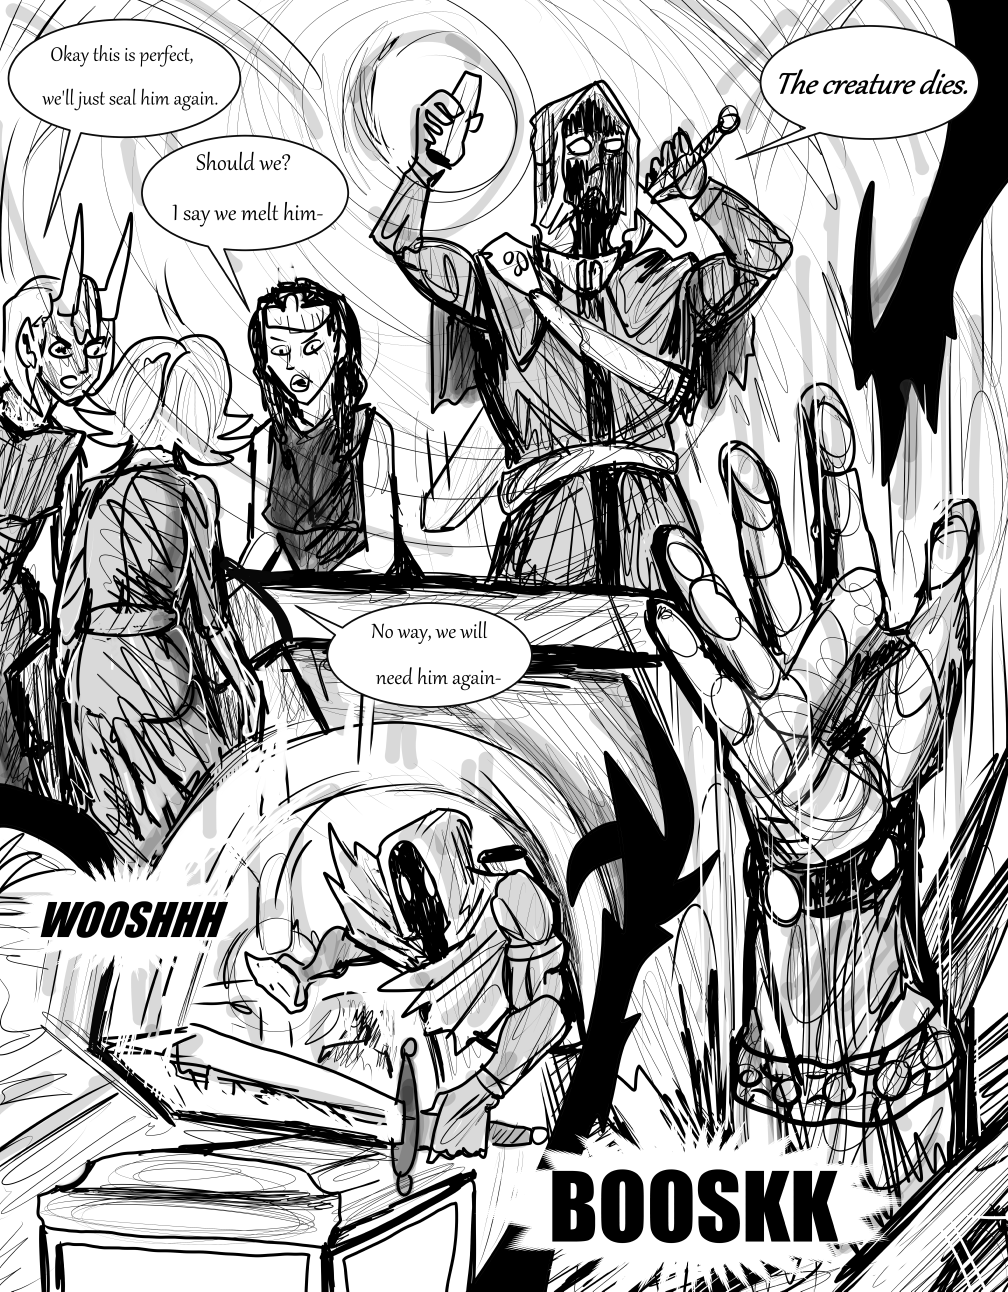 Okay this is perfect,
we'll just seal him again.
The creature dies.
Should we?
I say we melt him-
No way, we will
need him again-
WOOSHHH
BOOSKK